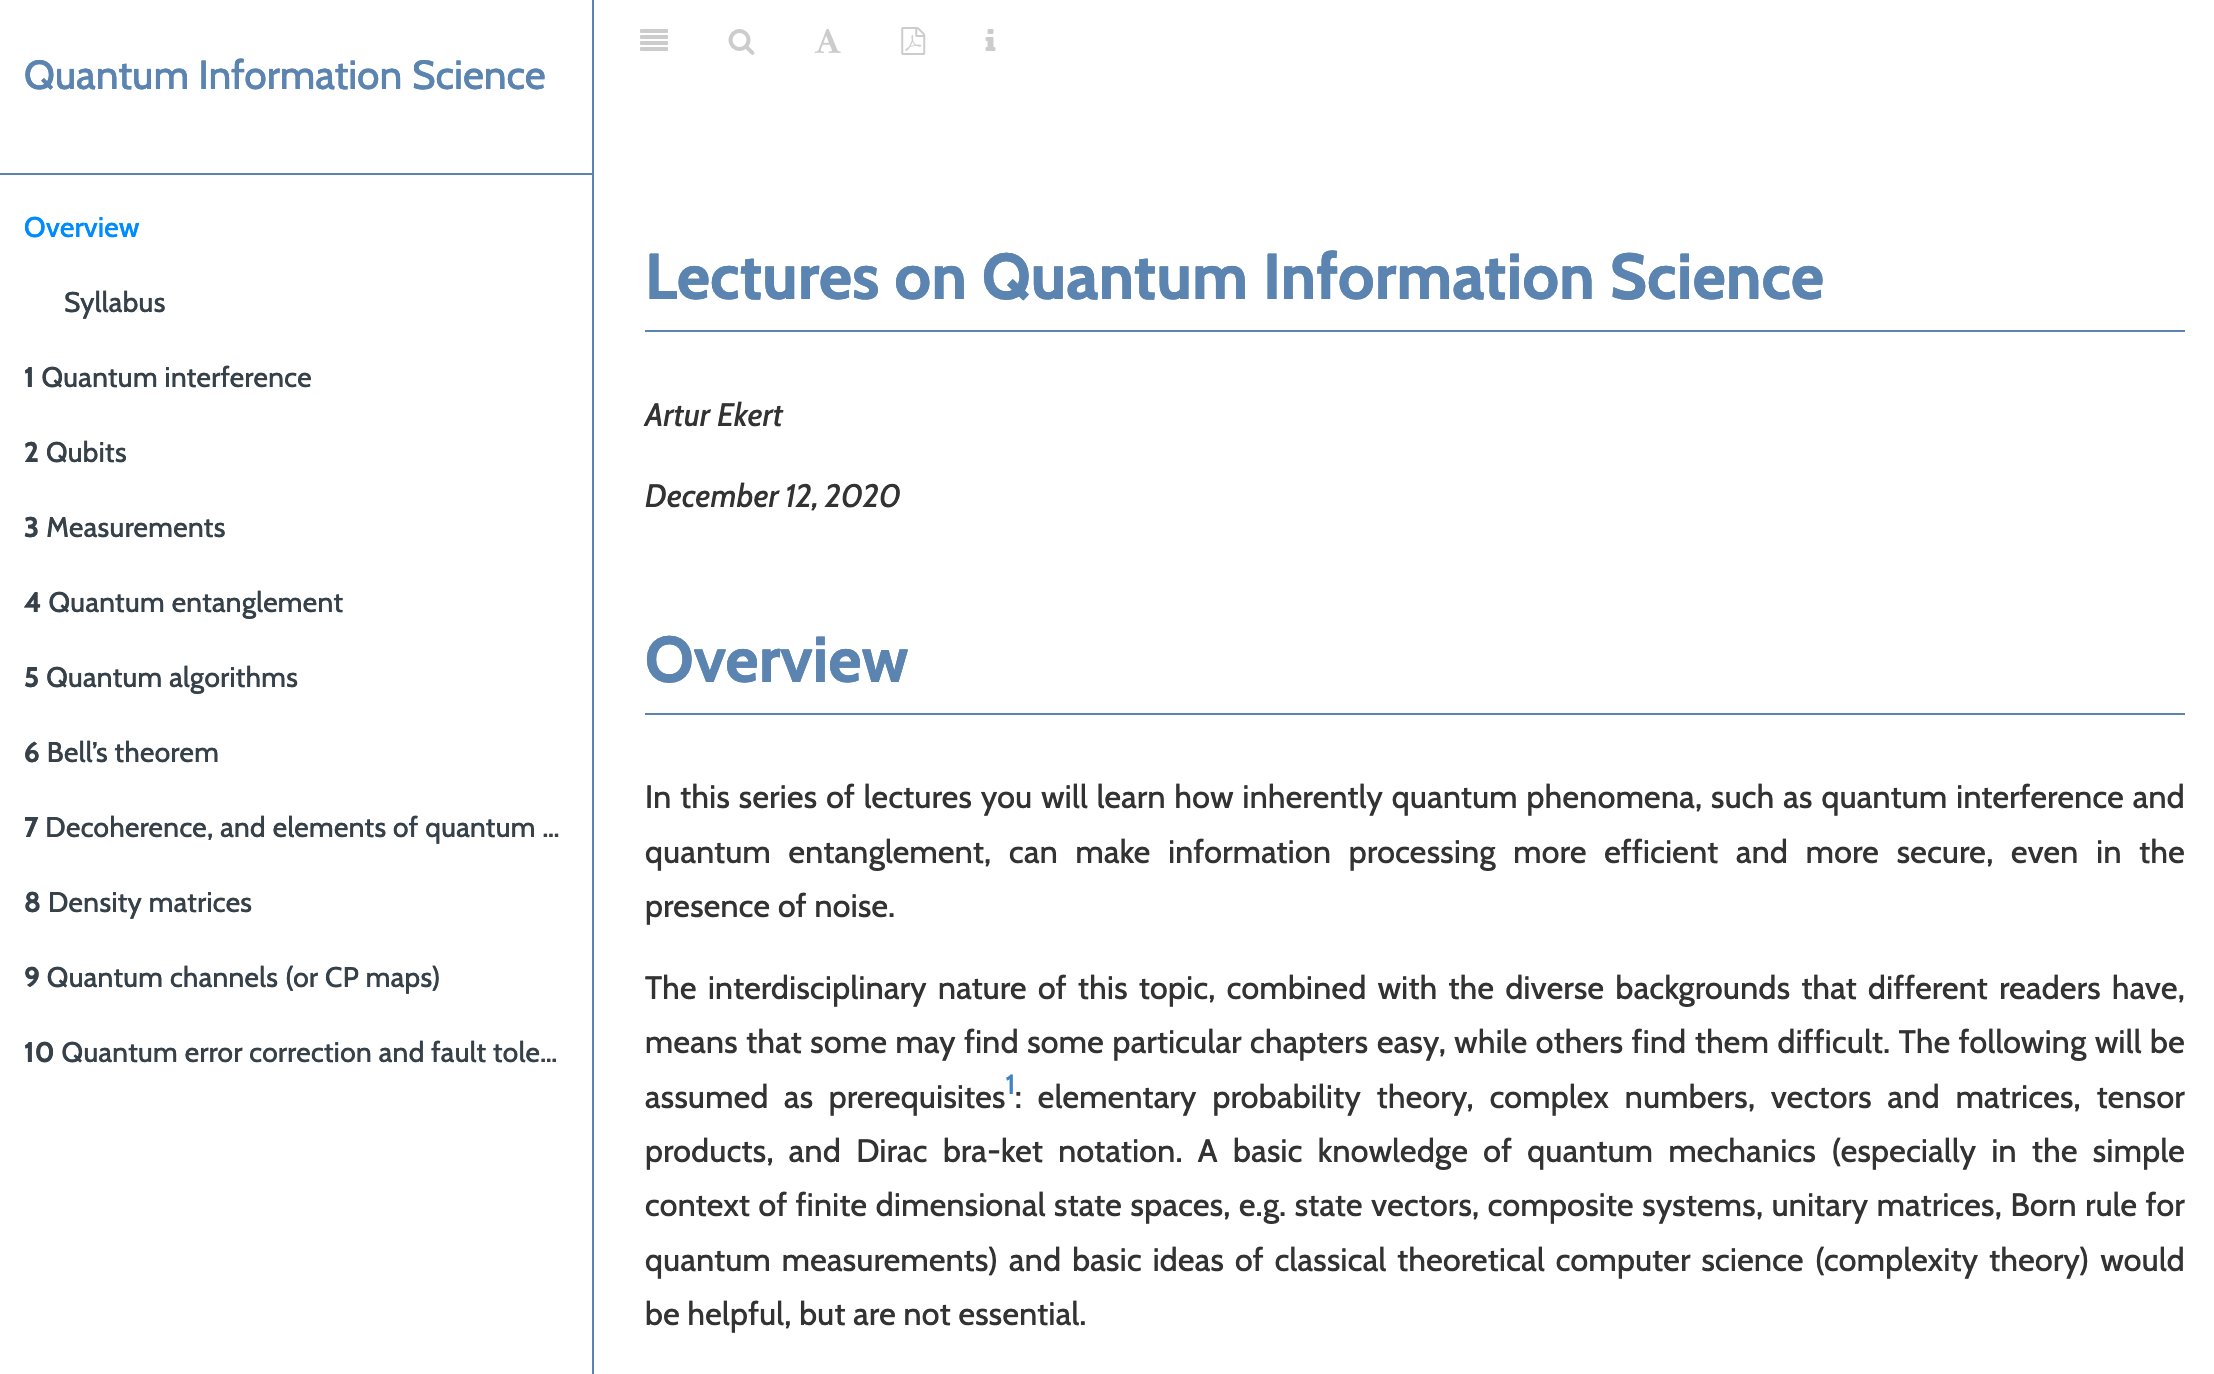 Quantum Information Science
Overview
Syllabus
1 Quantum interference
2 Qubits
3 Measurements
4 Quantum entanglement
5 Quantum algorithms
6 Bell’s theorem
7 Decoherence, and elements of quantum ...
8 Density matrices
9 Quantum channels (or CP maps)
10 Quantum error correction and fault tole...
A
i
Lectures on Quantum Information Science
Artur Ekert
December 12, 2020
Overview
In this series of lectures you will learn how inherently quantum phenomena, such as quantum interference and
quantum entanglement, can make information processing more efficient and more secure, even in the
presence of noise.
The interdisciplinary nature of this topic, combined with the diverse backgrounds that different readers have,
means that some may find some particular chapters easy, while others find them difficult. The following will be
assumed as prerequisites1: elementary probability theory, complex numbers, vectors and matrices, tensor
products, and Dirac bra-ket notation. A basic knowledge of quantum mechanics (especially in the simple
context of finite dimensional state spaces, e.g. state vectors, composite systems, unitary matrices, Born rule for
quantum measurements) and basic ideas of classical theoretical computer science (complexity theory) would
be helpful, but are not essential.